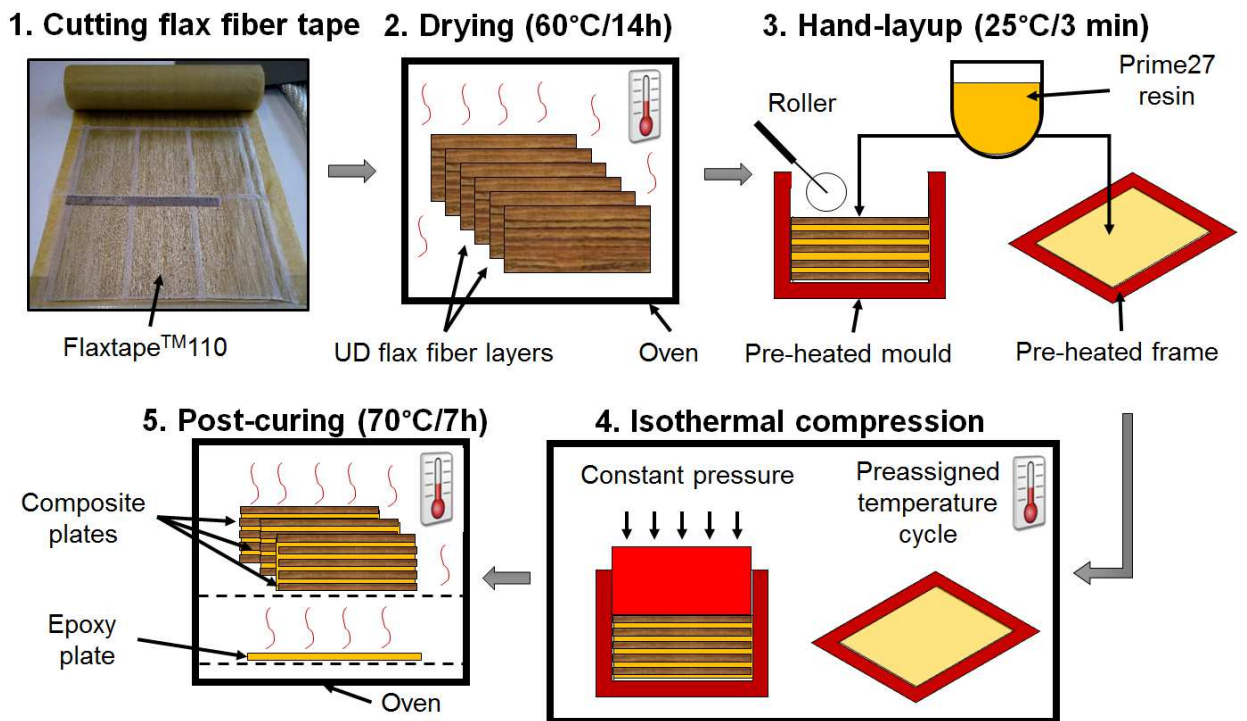 1. Cutting flax fiber tape
2. Drying (60°C/14h)
3. Hand-layup (25°C/3 min)
Prime27
resin
Roller
Flaxtape™110
UD flax fiber layers
Oven
Pre-heated mould
Pre-heated frame
5. Post-curing (70°C/7h)
4. Isothermal compression
Composite
plates
Constant pressure
Preassigned
temperature
cycle
Epoxy
plate
Oven